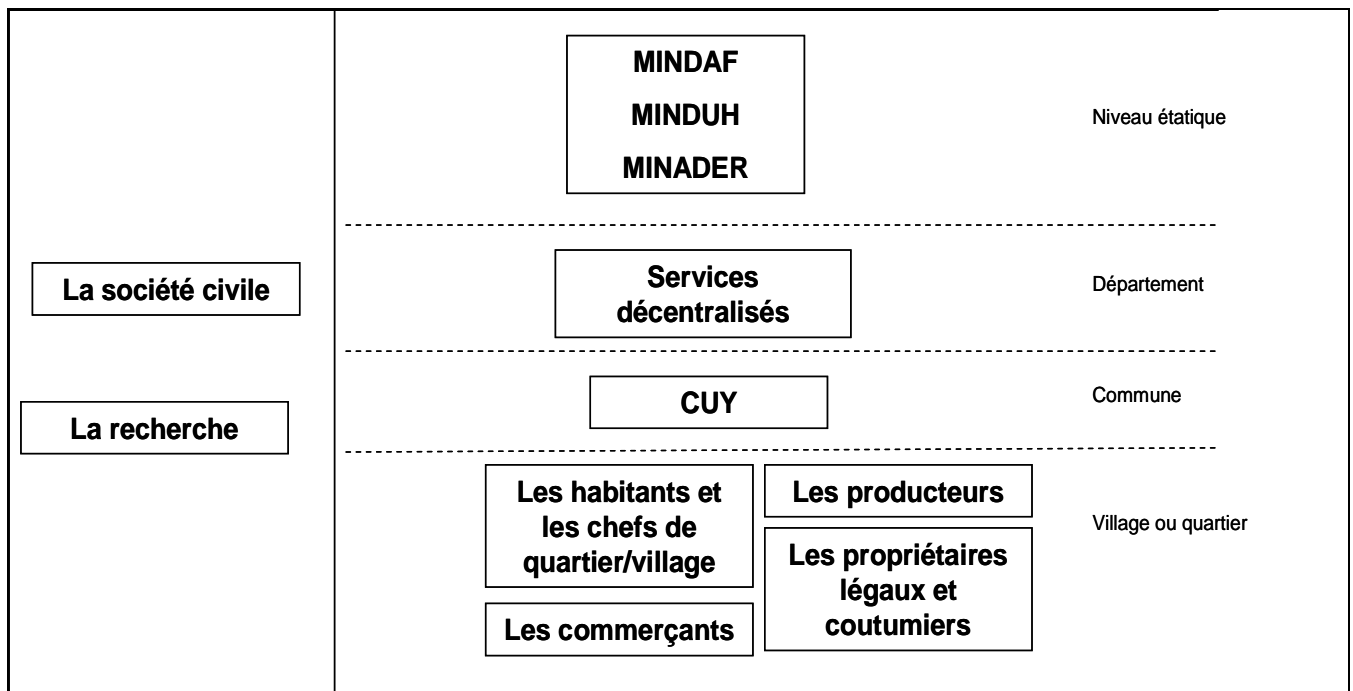 MINDAF
MINDUH
MINADER
Niveau étatique
La société civile
Services
décentralisés
Département
La recherche
CUY
Commune
Les habitants et
les chefs de
quartier/village
Les producteurs
Village ou quartier
Les propriétaires
légaux et
coutumiers
Les commerçants